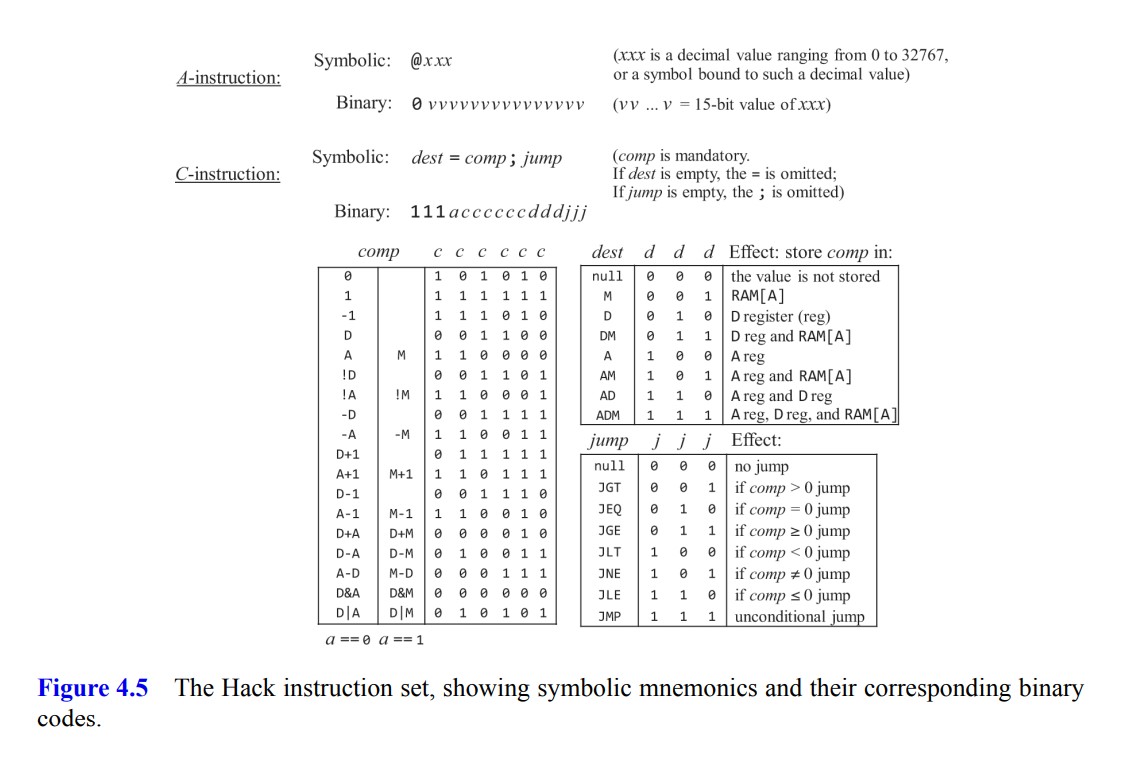 A-instruction:
Symbolic: @xxx (xxx is a decimal value ranging from 0 to 32767,
or a symbol bound to such a decimal value)
Binary: 0 vvvvvvvvvvvvvvv (vv ... v = 15-bit value of xxx)
C-instruction:
Symbolic: dest = comp ; jump (comp is mandatory.
If dest is empty, the = is omitted;
If jump is empty, the ; is omitted)
Binary: 111accccccdddjjj
comp c c c c c c
0 1 0 1 0 1 0
1 1 1 1 1 1 1
-1 1 1 1 0 1 0
D 0 0 1 1 0 0
A M 1 1 0 0 0 0
!D 0 0 1 1 0 1
!A !M 1 1 0 0 0 1
-D 0 0 1 1 1 1
-A -M 1 1 0 0 1 1
D+1 0 1 1 1 1 1
A+1 M+1 1 1 0 1 1 1
D-1 0 0 1 1 1 0
A-1 M-1 1 1 0 0 1 0
D+A D+M 0 0 0 0 1 0
D-A D-M 0 1 0 0 1 1
A-D M-D 0 0 0 1 1 1
D&A D&M 0 0 0 0 0 0
D|A D|M 0 1 0 1 0 1
a==0 a==1
dest d d d Effect: store comp in:
null 0 0 0 the value is not stored
M 0 0 1 RAM[A]
D 0 1 0 D register (reg)
DM 0 1 1 D reg and RAM[A]
A 1 0 0 A reg
AM 1 0 1 A reg and RAM[A]
AD 1 1 0 A reg and D reg
ADM 1 1 1 A reg, D reg, and RAM[A]
jump j j j Effect:
null 0 0 0 no jump
JGT 0 0 1 if comp > 0 jump
JEQ 0 1 0 if comp = 0 jump
JGE 0 1 1 if comp ≥ 0 jump
JLT 1 0 0 if comp < 0 jump
JNE 1 0 1 if comp ≠ 0 jump
JLE 1 1 0 if comp ≤ 0 jump
JMP 1 1 1 unconditional jump
Figure 4.5 The Hack instruction set, showing symbolic mnemonics and their corresponding binary
codes.